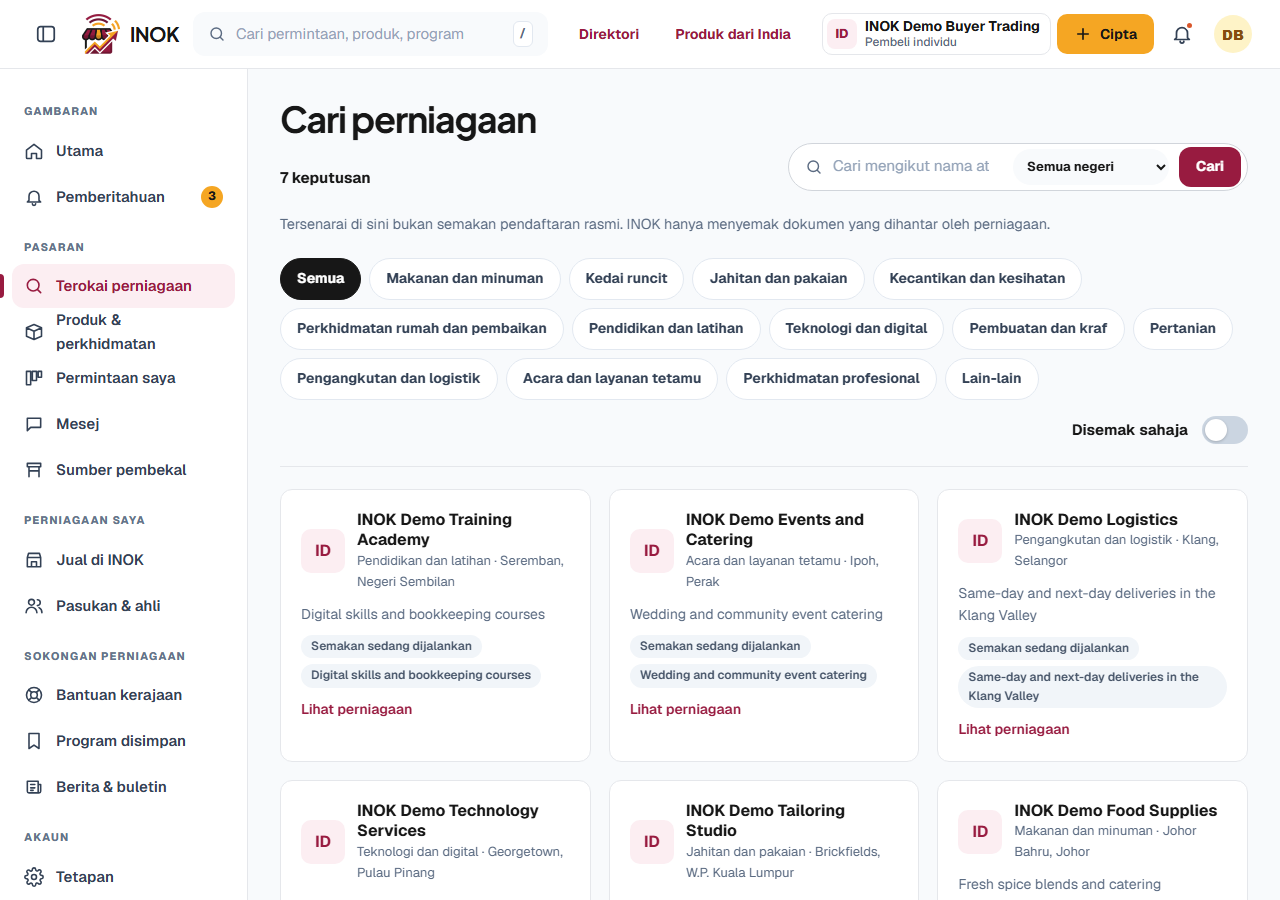 INOK
Cari permintaan, produk, program
/
Direktori
Produk dari India
ID
INOK Demo Buyer Trading
Pembeli individu
Cipta
DB
GAMBARAN
Utama
Pemberitahuan
3
PASARAN
Terokai perniagaan
Produk &
perkhidmatan
Permintaan saya
Mesej
Sumber pembekal
PERNIAGAAN SAYA
Jual di INOK
Pasukan & ahli
SOKONGAN PERNIAGAAN
Bantuan kerajaan
Program disimpan
Berita & buletin
AKAUN
Tetapan
Cari perniagaan
7 keputusan
Cari mengikut nama at
Semua negeri
Cari
Tersenarai di sini bukan semakan pendaftaran rasmi. INOK hanya menyemak dokumen yang dihantar oleh perniagaan.
Semua
Makanan dan minuman
Kedai runcit
Jahitan dan pakaian
Kecantikan dan kesihatan
Perkhidmatan rumah dan pembaikan
Pendidikan dan latihan
Teknologi dan digital
Pembuatan dan kraf
Pertanian
Pengangkutan dan logistik
Acara dan layanan tetamu
Perkhidmatan profesional
Lain-lain
Disemak sahaja
ID
INOK Demo Training
Academy
Pendidikan dan latihan · Seremban,
Negeri Sembilan
Digital skills and bookkeeping courses
Semakan sedang dijalankan
Digital skills and bookkeeping courses
Lihat perniagaan
ID
INOK Demo Events and
Catering
Acara dan layanan tetamu · Ipoh,
Perak
Wedding and community event catering
Semakan sedang dijalankan
Wedding and community event catering
Lihat perniagaan
ID
INOK Demo Logistics
Pengangkutan dan logistik · Klang,
Selangor
Same-day and next-day deliveries in the
Klang Valley
Semakan sedang dijalankan
Same-day and next-day deliveries in the
Klang Valley
Lihat perniagaan
ID
INOK Demo Technology
Services
Teknologi dan digital · Georgetown,
Pulau Pinang
ID
INOK Demo Tailoring
Studio
Jahitan dan pakaian · Brickfields,
W.P. Kuala Lumpur
ID
INOK Demo Food Supplies
Makanan dan minuman · Johor
Bahru, Johor
Fresh spice blends and catering